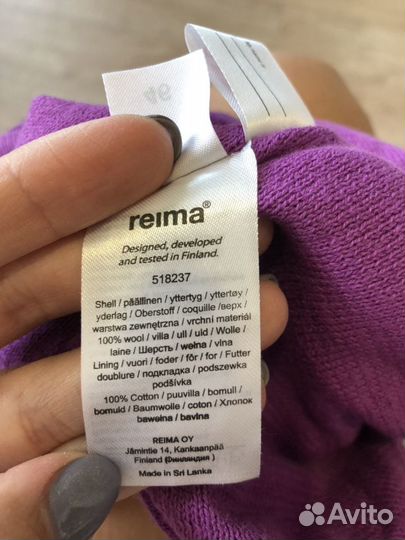 46
reima®
Designed, developed
and tested in Finland.
518237
Shell / päällinen / yttertyg / yttertøy /
yderlag / Oberstoff / coquille / верх /
warstwa zewnętrzna / vrchní materiál
100% wool / villa / ull / uld / Wolle /
laine / Шерсть / wełna / vlna
Lining / vuori / foder / fôr / for / Futter
doublure / подкладка / podszewka
podšívka
100% Cotton / puuvilla / bomull /
bomuld / Baumwolle / coton / Хлопок
bawełna / bavlna
REIMA OY
Jämintie 14, Kankaanpää
Finland (Финляндия )
Made in Sri Lanka
Avito